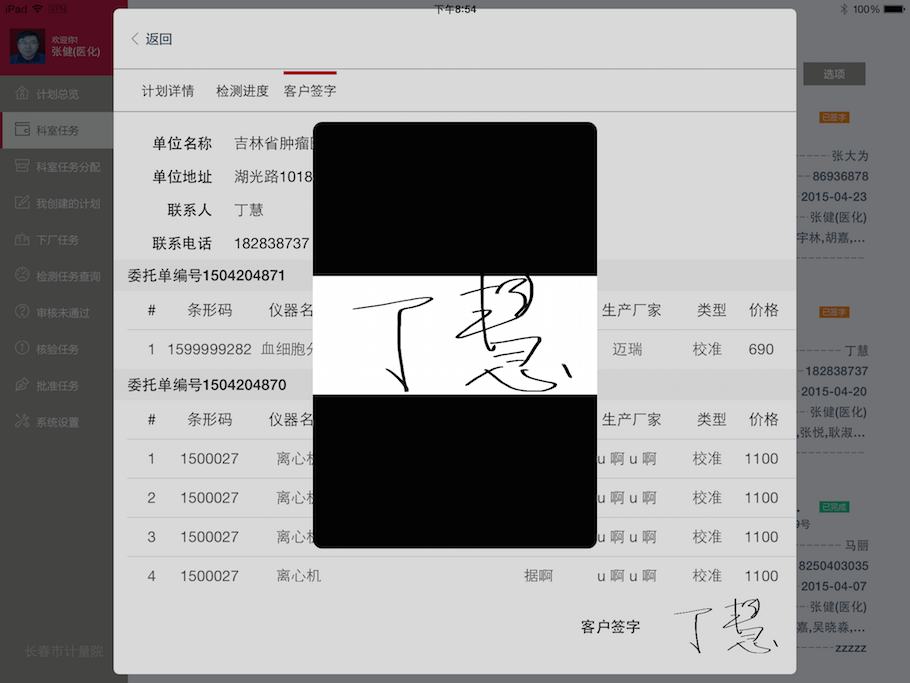 iPad 下午8:54 100%
欢迎您!
张健(医化)
计划总览
科室任务
科室任务分配
我创建的计划
下厂任务
检测任务查询
审核未通过
核验任务
批准任务
系统设置
长春市计量院
返回
计划详情 检测进度 客户签字
单位名称 吉林省肿瘤
单位地址 湖光路1018
联系人 丁慧
联系电话 182838737
委托单编号1504204871
# 条形码 仪器名 生产厂家 类型 价格
1 1599999282 血细胞分 迈瑞 校准 690
委托单编号1504204870
# 条形码 仪器名 生产厂家 类型 价格
1 1500027 离心机 u 啊 u 啊 校准 1100
2 1500027 离心机 u 啊 u 啊 校准 1100
3 1500027 离心机 u 啊 u 啊 校准 1100
4 1500027 离心机 据啊 u 啊 u 啊 校准 1100
客户签字 丁慧
丁慧
选项
已签字
张大为
86936878
2015-04-23
张健(医化)
宇林,胡嘉,...
已签字
丁慧
182838737
2015-04-20
张健(医化)
,张悦,耿淑...
已完成
9号
马丽
8250403035
2015-04-07
张健(医化)
嘉,吴晓淼,...
zzzzz